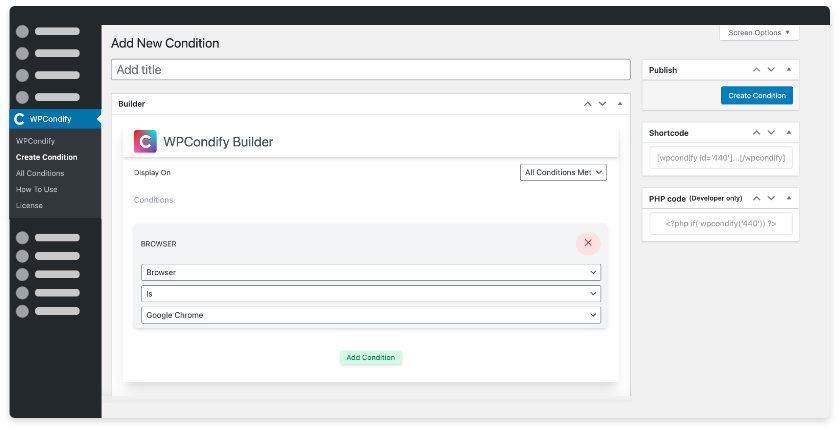 Screen Options
Add New Condition
Add title
WPCondify
WPCondify
Create Condition
All Conditions
How To Use
License
Builder
WPCondify Builder
Display On
All Conditions Met
Conditions
BROWSER
Browser
Is
Google Chrome
Add Condition
Publish
Create Condition
Shortcode
[wpcondify id='440']...[/wpcondify]
PHP code (Developer only)
<?php if( wpcondify('440')) ?>